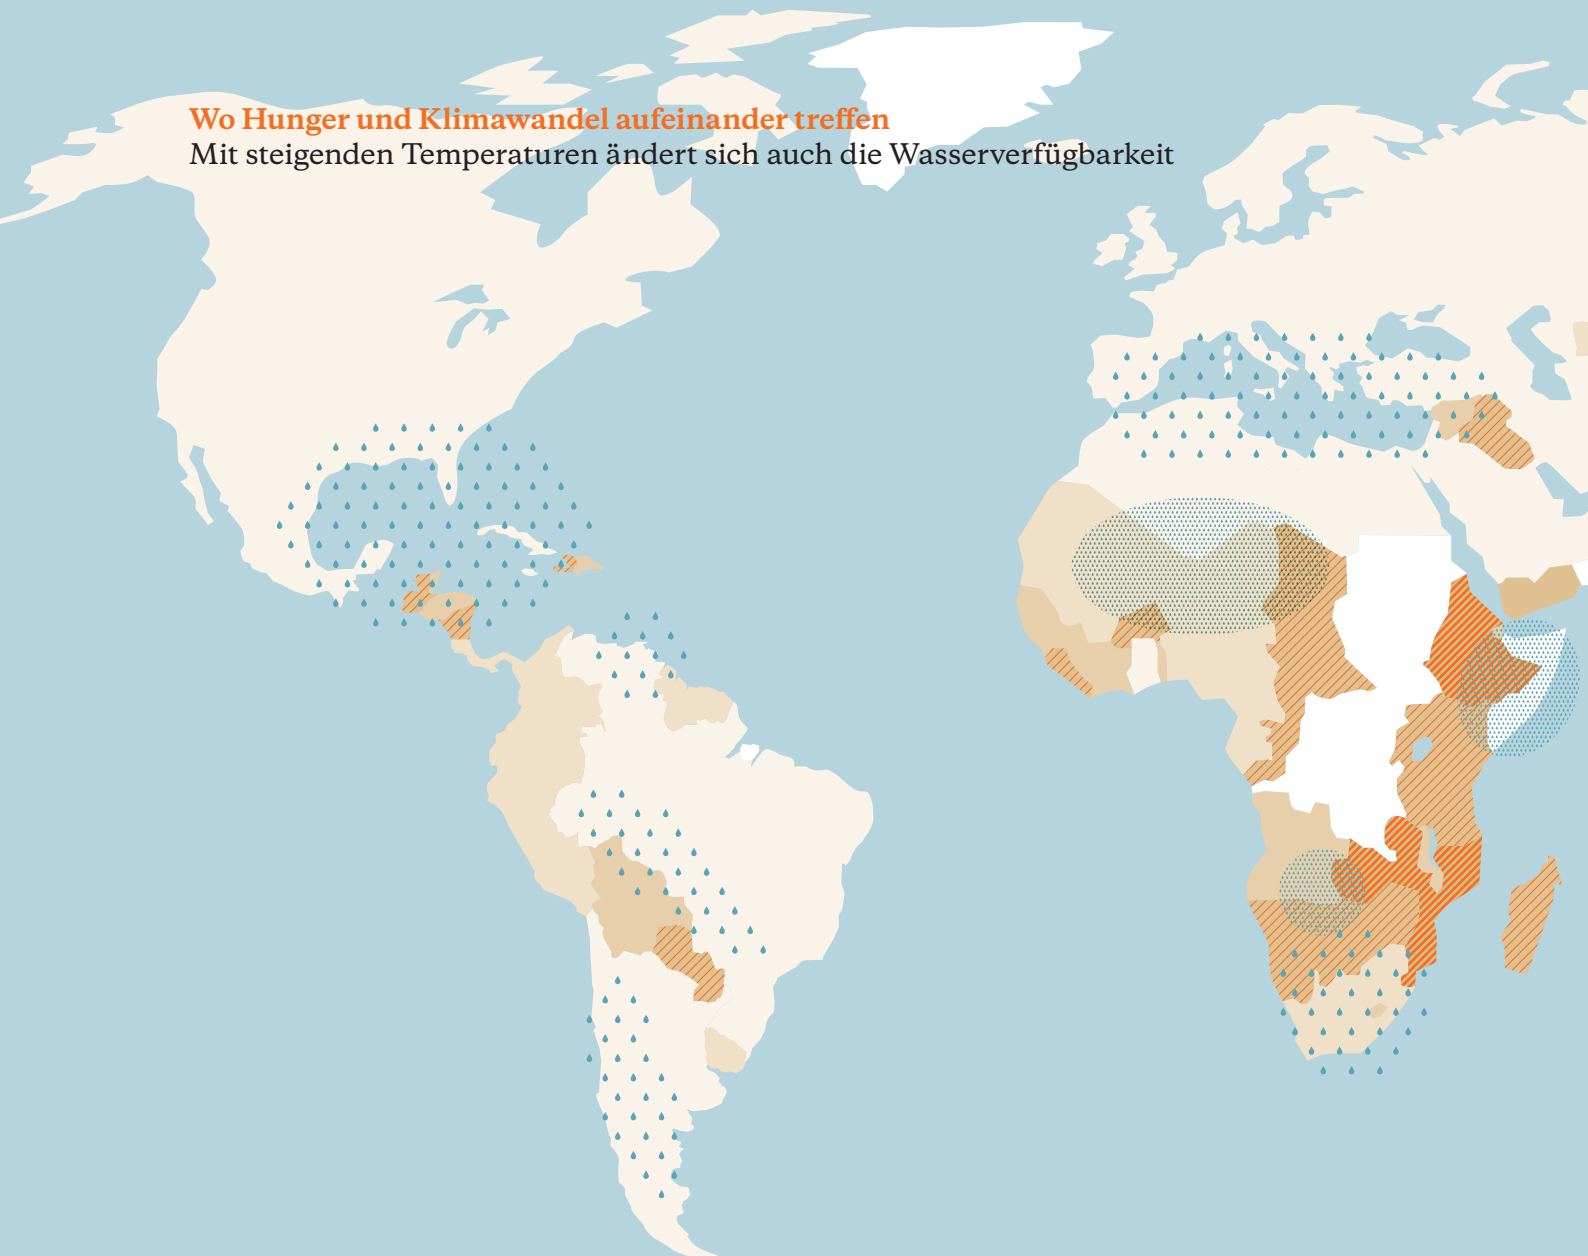 Wo Hunger und Klimawandel aufeinander treffen
Mit steigenden Temperaturen ändert sich auch die Wasserverfügbarkeit